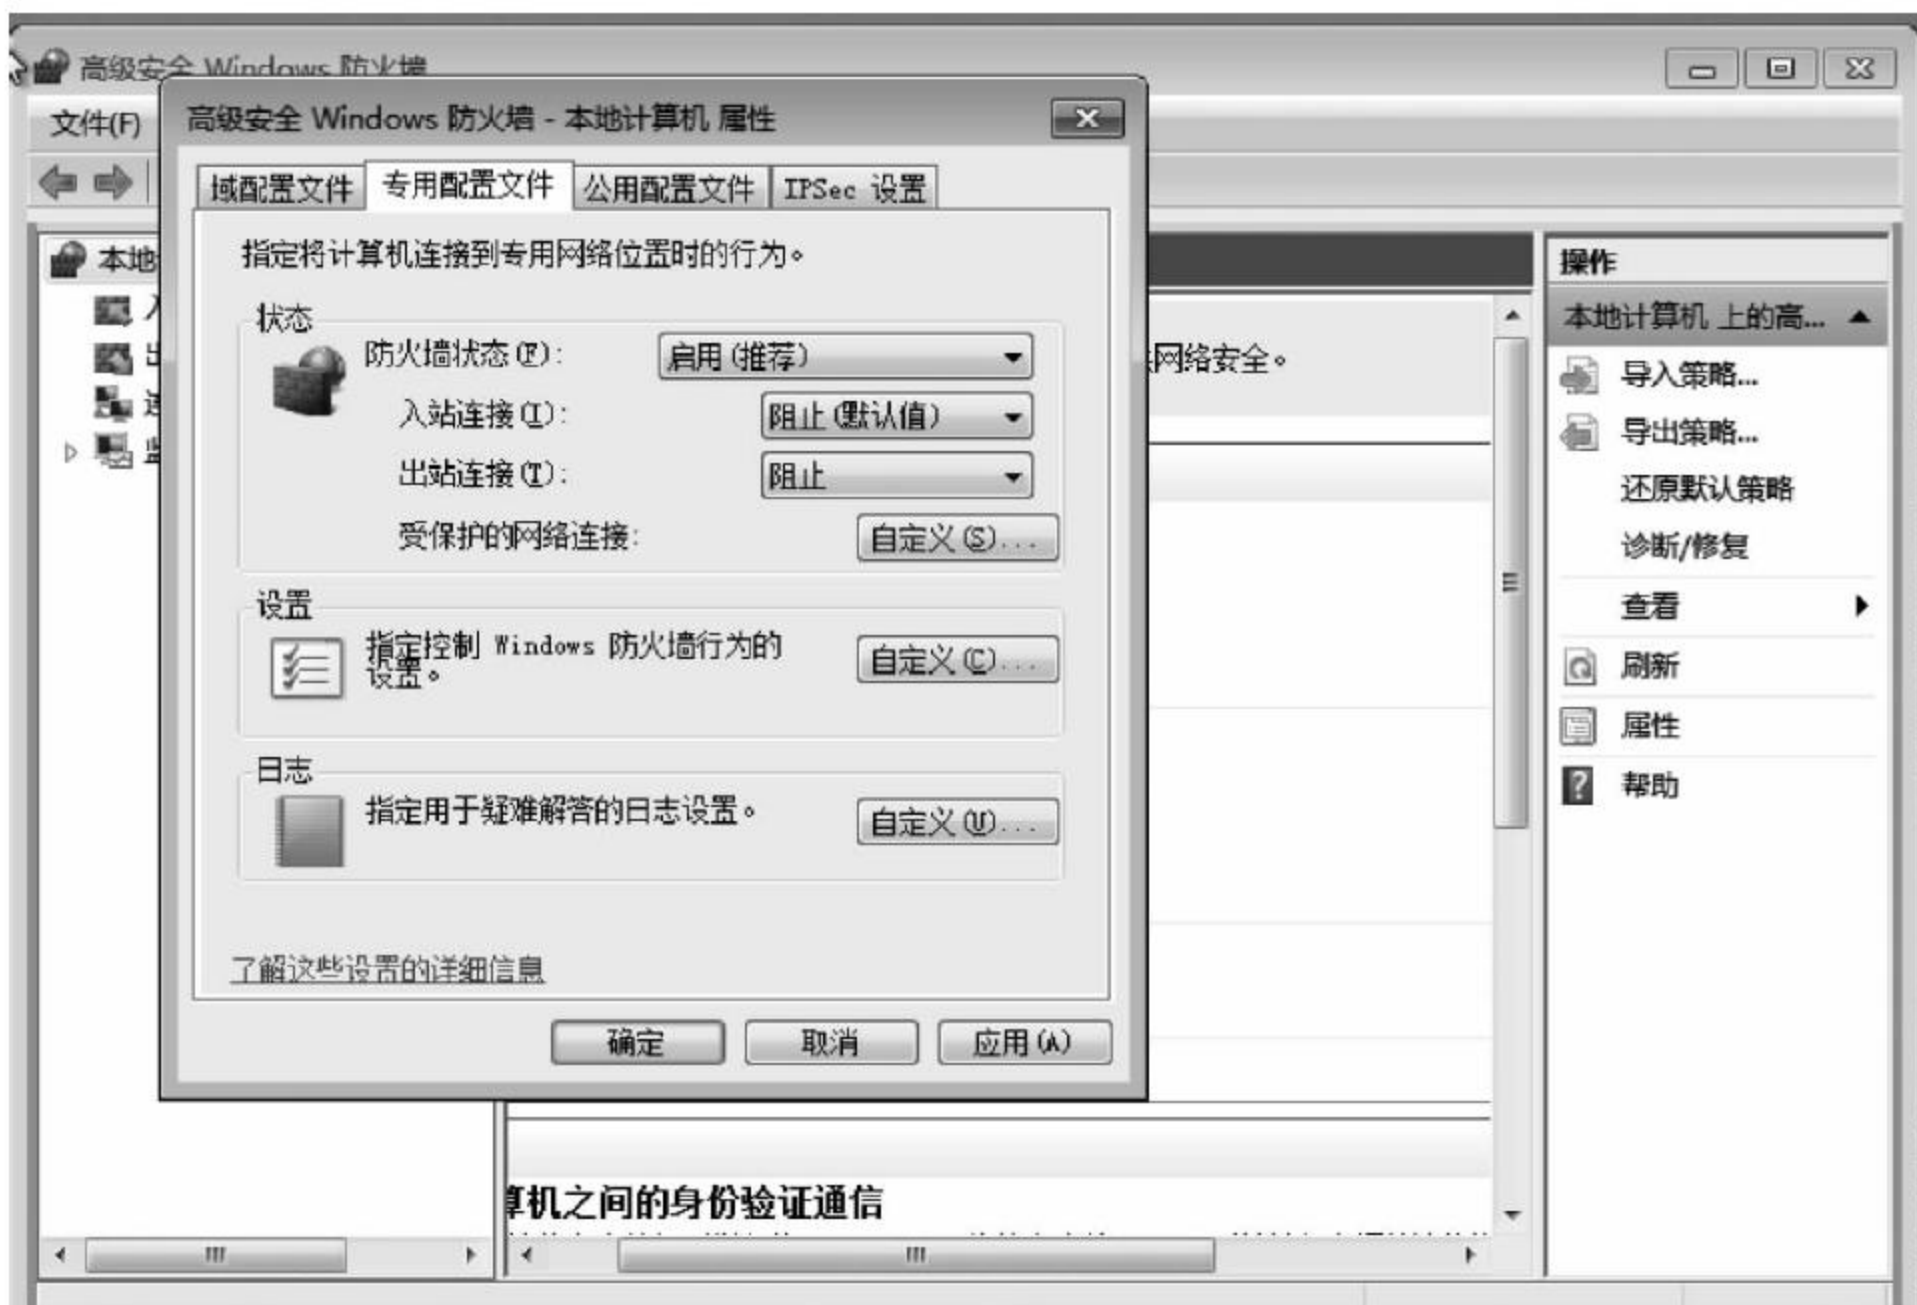 高级安全 Windows 防火墙
文件(F)
高级安全 Windows 防火墙 - 本地计算机 属性
域配置文件 专用配置文件 公用配置文件 IPSec 设置
指定将计算机连接到专用网络位置时的行为。
状态
防火墙状态(F): 启用(推荐)
入站连接(I): 阻止(默认值)
出站连接(T): 阻止
受保护的网络连接: 自定义(S)...
设置
指定控制 Windows 防火墙行为的
设置。
自定义(C)...
日志
指定用于疑难解答的日志设置。
自定义(U)...
了解这些设置的详细信息
确定 取消 应用(A)
本地
网络安全。
算机之间的身份验证通信
操作
本地计算机 上的高...
导入策略...
导出策略...
还原默认策略
诊断/修复
查看
刷新
属性
帮助